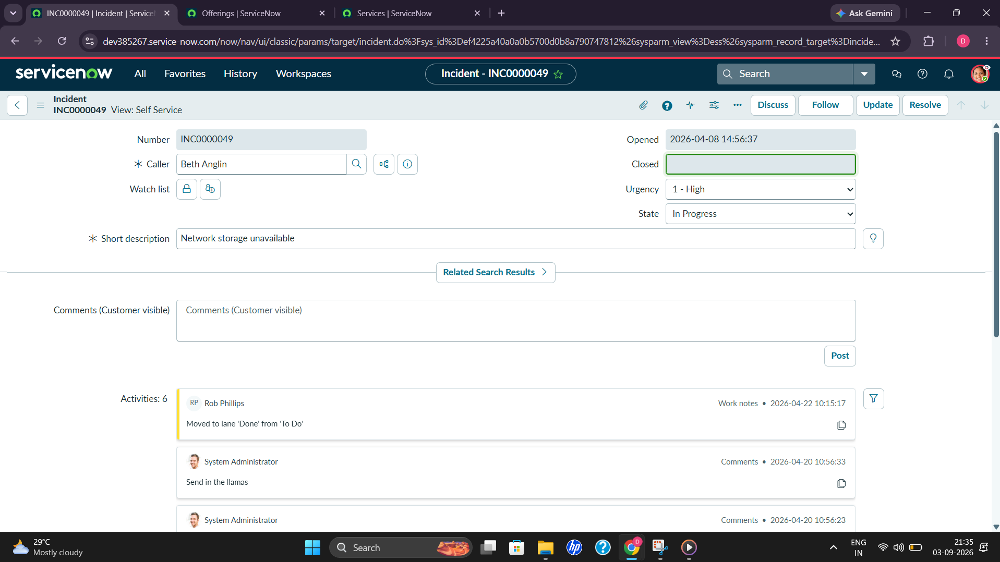 INC0000049 | Incident | Service
Offerings | ServiceNow
Services | ServiceNow
Ask Gemini
dev385267.service-now.com/now/nav/ui/classic/params/target/incident.do%3Fsys_id%3Def4225a40a0a0b5700d0b8a790747812%26sysparm_view%3Dess%26sysparm_record_target%3Dincide...
D
servicenow
All
Favorites
History
Workspaces
Incident - INC0000049
Search
Incident
INC0000049 View: Self Service
Discuss
Follow
Update
Resolve
Number
INC0000049
Opened
2026-04-08 14:56:37
Caller
Beth Anglin
Closed
Watch list
Urgency
1 - High
State
In Progress
Short description
Network storage unavailable
Related Search Results
Comments (Customer visible)
Comments (Customer visible)
Post
Activities: 6
RP
Rob Phillips
Work notes • 2026-04-22 10:15:17
Moved to lane 'Done' from 'To Do'
System Administrator
Comments • 2026-04-20 10:56:33
Send in the llamas
System Administrator
Comments • 2026-04-20 10:56:23
29°C
Mostly cloudy
Search
hp
D
ENG
IN
21:35
03-09-2026